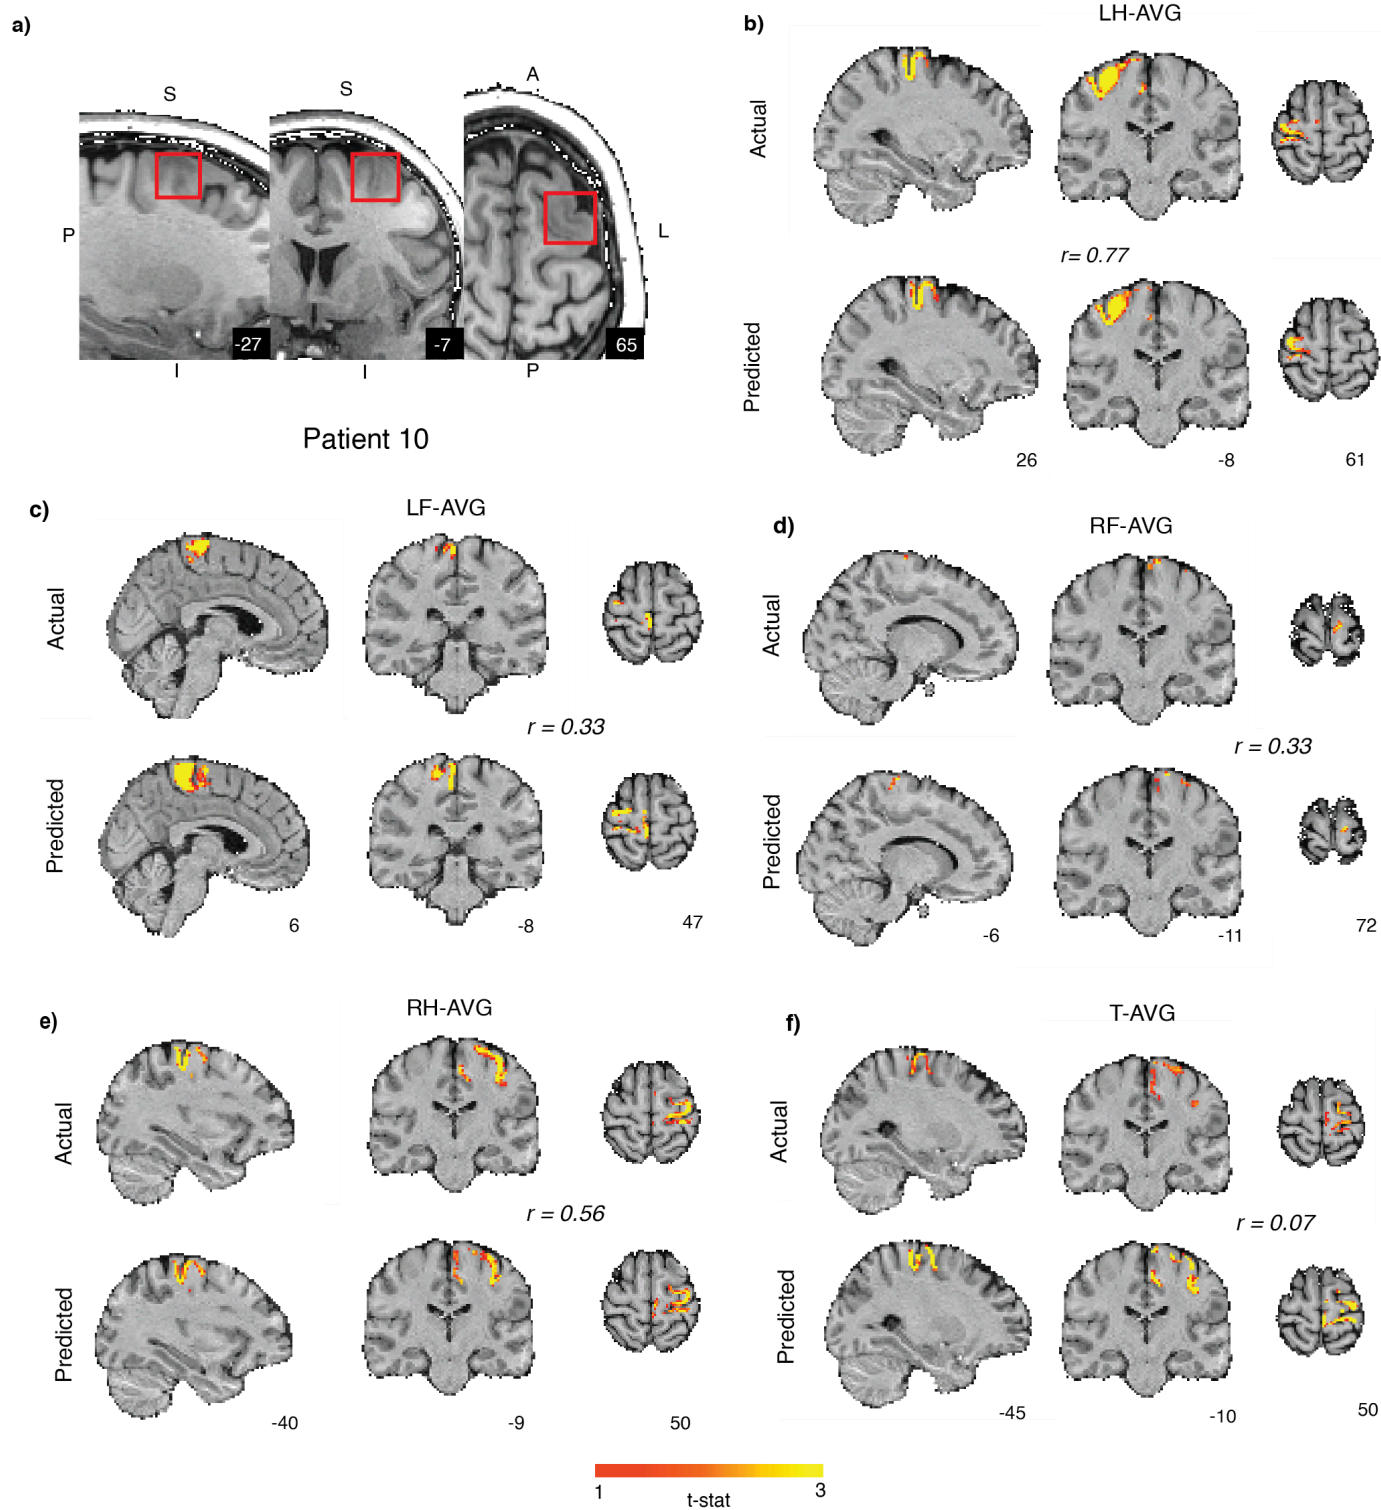 a)
S
S
A
P
L
-27
-7
65
I
I
P
Patient 10
b)
LH-AVG
Actual
r= 0.77
Predicted
26
-8
61
c)
LF-AVG
Actual
r = 0.33
Predicted
6
-8
47
d)
RF-AVG
Actual
r = 0.33
Predicted
-6
-11
72
e)
RH-AVG
Actual
r = 0.56
Predicted
-40
-9
50
f)
T-AVG
Actual
r = 0.07
Predicted
-45
-10
50
1
3
t-stat